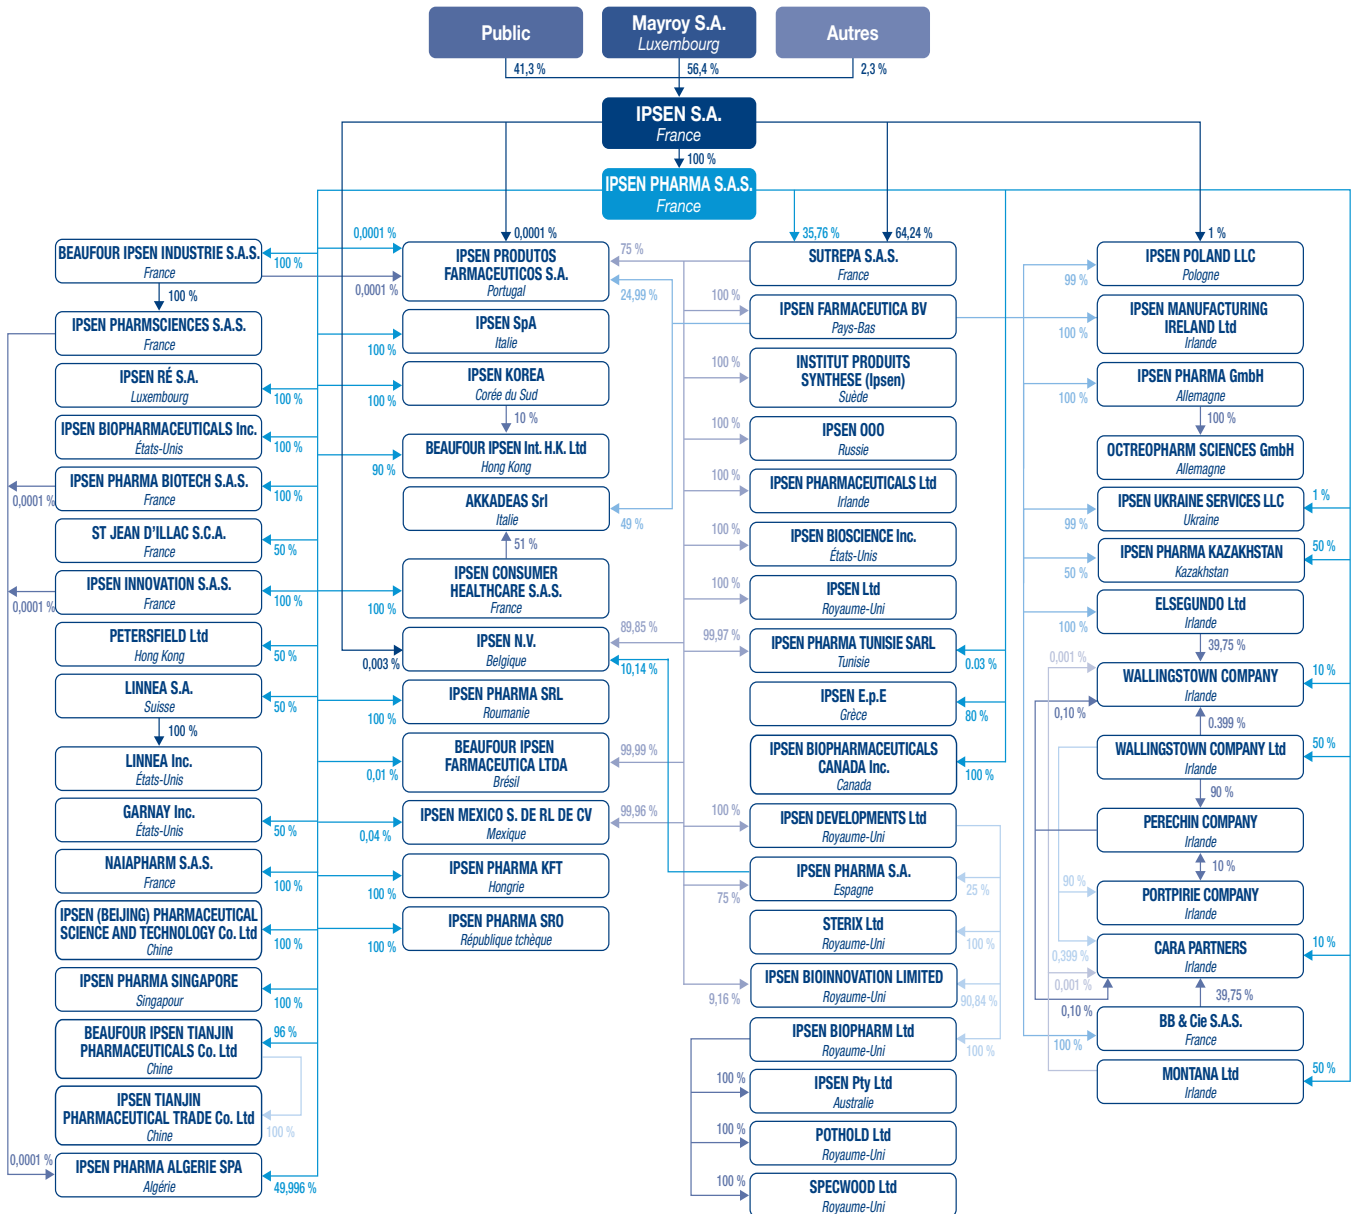 Public
Mayroy S.A.
Luxembourg
Autres
41,3 %
56,4 %
2,3 %
IPSEN S.A.
France
100 %
IPSEN PHARMA S.A.S.
France
BEAUFOUR IPSEN INDUSTRIE S.A.S.
France
100 %
100 %
IPSEN PHARMSCIENCES S.A.S.
France
IPSEN RÉ S.A.
Luxembourg
100 %
IPSEN BIOPHARMACEUTICALS Inc.
États-Unis
100 %
IPSEN PHARMA BIOTECH S.A.S.
France
0,0001 %
100 %
ST JEAN D'ILLAC S.C.A.
France
50 %
IPSEN INNOVATION S.A.S.
France
0,0001 %
100 %
PETERSFIELD Ltd
Hong Kong
50 %
LINNEA S.A.
Suisse
50 %
100 %
LINNEA Inc.
États-Unis
GARNAY Inc.
États-Unis
50 %
NAIAPHARM S.A.S.
France
100 %
IPSEN (BEIJING) PHARMACEUTICAL
SCIENCE AND TECHNOLOGY Co. Ltd
Chine
100 %
IPSEN PHARMA SINGAPORE
Singapour
100 %
BEAUFOUR IPSEN TIANJIN
PHARMACEUTICALS Co. Ltd
Chine
96 %
IPSEN TIANJIN
PHARMACEUTICAL TRADE Co. Ltd
Chine
100 %
IPSEN PHARMA ALGERIE SPA
Algérie
0,0001 %
49,996 %
0,0001 %
0,0001 %
0,0001 %
IPSEN PRODUTOS
FARMACEUTICOS S.A.
Portugal
75 %
24,99 %
IPSEN SpA
Italie
100 %
IPSEN KOREA
Corée du Sud
100 %
10 %
BEAUFOUR IPSEN Int. H.K. Ltd
Hong Kong
90 %
AKKADEAS Srl
Italie
49 %
51 %
IPSEN CONSUMER
HEALTHCARE S.A.S.
France
100 %
IPSEN N.V.
Belgique
0,003 %
89,85 %
10,14 %
IPSEN PHARMA SRL
Roumanie
100 %
BEAUFOUR IPSEN
FARMACEUTICA LTDA
Brésil
0,01 %
99,99 %
IPSEN MEXICO S. DE RL DE CV
Mexique
0,04 %
99,96 %
IPSEN PHARMA KFT
Hongrie
100 %
IPSEN PHARMA SRO
République tchèque
100 %
35,76 %
64,24 %
SUTREPA S.A.S.
France
100 %
IPSEN FARMACEUTICA BV
Pays-Bas
100 %
INSTITUT PRODUITS
SYNTHESE (Ipsen)
Suède
100 %
IPSEN OOO
Russie
100 %
IPSEN PHARMACEUTICALS Ltd
Irlande
100 %
IPSEN BIOSCIENCE Inc.
États-Unis
100 %
IPSEN Ltd
Royaume-Uni
99,97 %
IPSEN PHARMA TUNISIE SARL
Tunisie
0.03 %
IPSEN E.p.E
Grèce
80 %
IPSEN BIOPHARMACEUTICALS
CANADA Inc.
Canada
100 %
100 %
IPSEN DEVELOPMENTS Ltd
Royaume-Uni
IPSEN PHARMA S.A.
Espagne
75 %
25 %
STERIX Ltd
Royaume-Uni
100 %
IPSEN BIOINNOVATION LIMITED
Royaume-Uni
9,16 %
90,84 %
IPSEN BIOPHARM Ltd
Royaume-Uni
100 %
100 %
IPSEN Pty Ltd
Australie
100 %
POTHOLD Ltd
Royaume-Uni
100 %
SPECWOOD Ltd
Royaume-Uni
1 %
IPSEN POLAND LLC
Pologne
99 %
IPSEN MANUFACTURING
IRELAND Ltd
Irlande
100 %
IPSEN PHARMA GmbH
Allemagne
100 %
100 %
OCTREOPHARM SCIENCES GmbH
Allemagne
IPSEN UKRAINE SERVICES LLC
Ukraine
99 %
1 %
IPSEN PHARMA KAZAKHSTAN
Kazakhstan
50 %
50 %
ELSEGUNDO Ltd
Irlande
100 %
39,75 %
0,001 %
WALLINGSTOWN COMPANY
Irlande
10 %
0,10 %
0.399 %
WALLINGSTOWN COMPANY Ltd
Irlande
50 %
90 %
PERECHIN COMPANY
Irlande
10 %
90 %
PORTPIRIE COMPANY
Irlande
CARA PARTNERS
Irlande
10 %
0,399 %
0,001 %
0,10 %
39,75 %
BB & Cie S.A.S.
France
100 %
MONTANA Ltd
Irlande
50 %